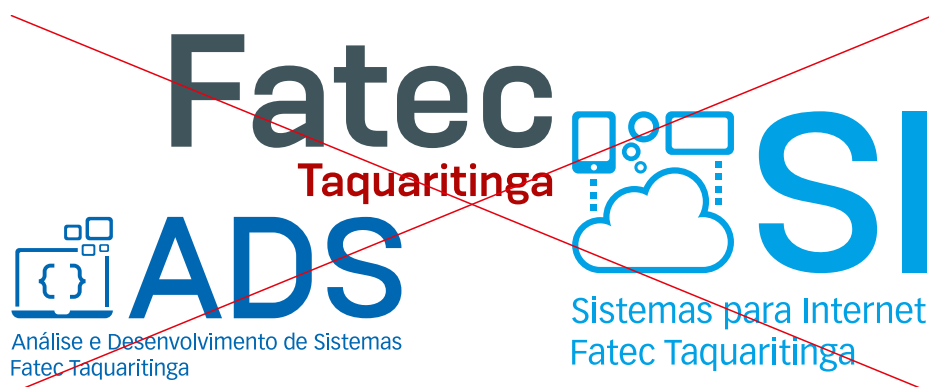 Fatec
Taquaritinga
{ }
ADS
Análise e Desenvolvimento de Sistemas
Fatec Taquaritinga
SI
Sistemas para Internet
Fatec Taquaritinga